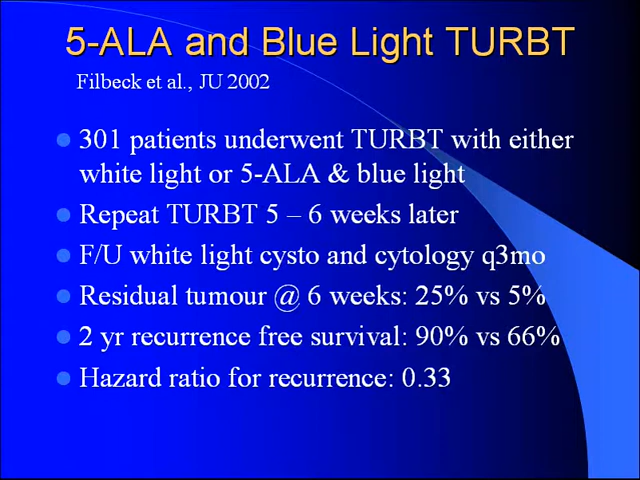 5-ALA and Blue Light TURBT
Filbeck et al., JU 2002
301 patients underwent TURBT with either
white light or 5-ALA & blue light
Repeat TURBT 5 – 6 weeks later
F/U white light cysto and cytology q3mo
Residual tumour @ 6 weeks: 25% vs 5%
2 yr recurrence free survival: 90% vs 66%
Hazard ratio for recurrence: 0.33